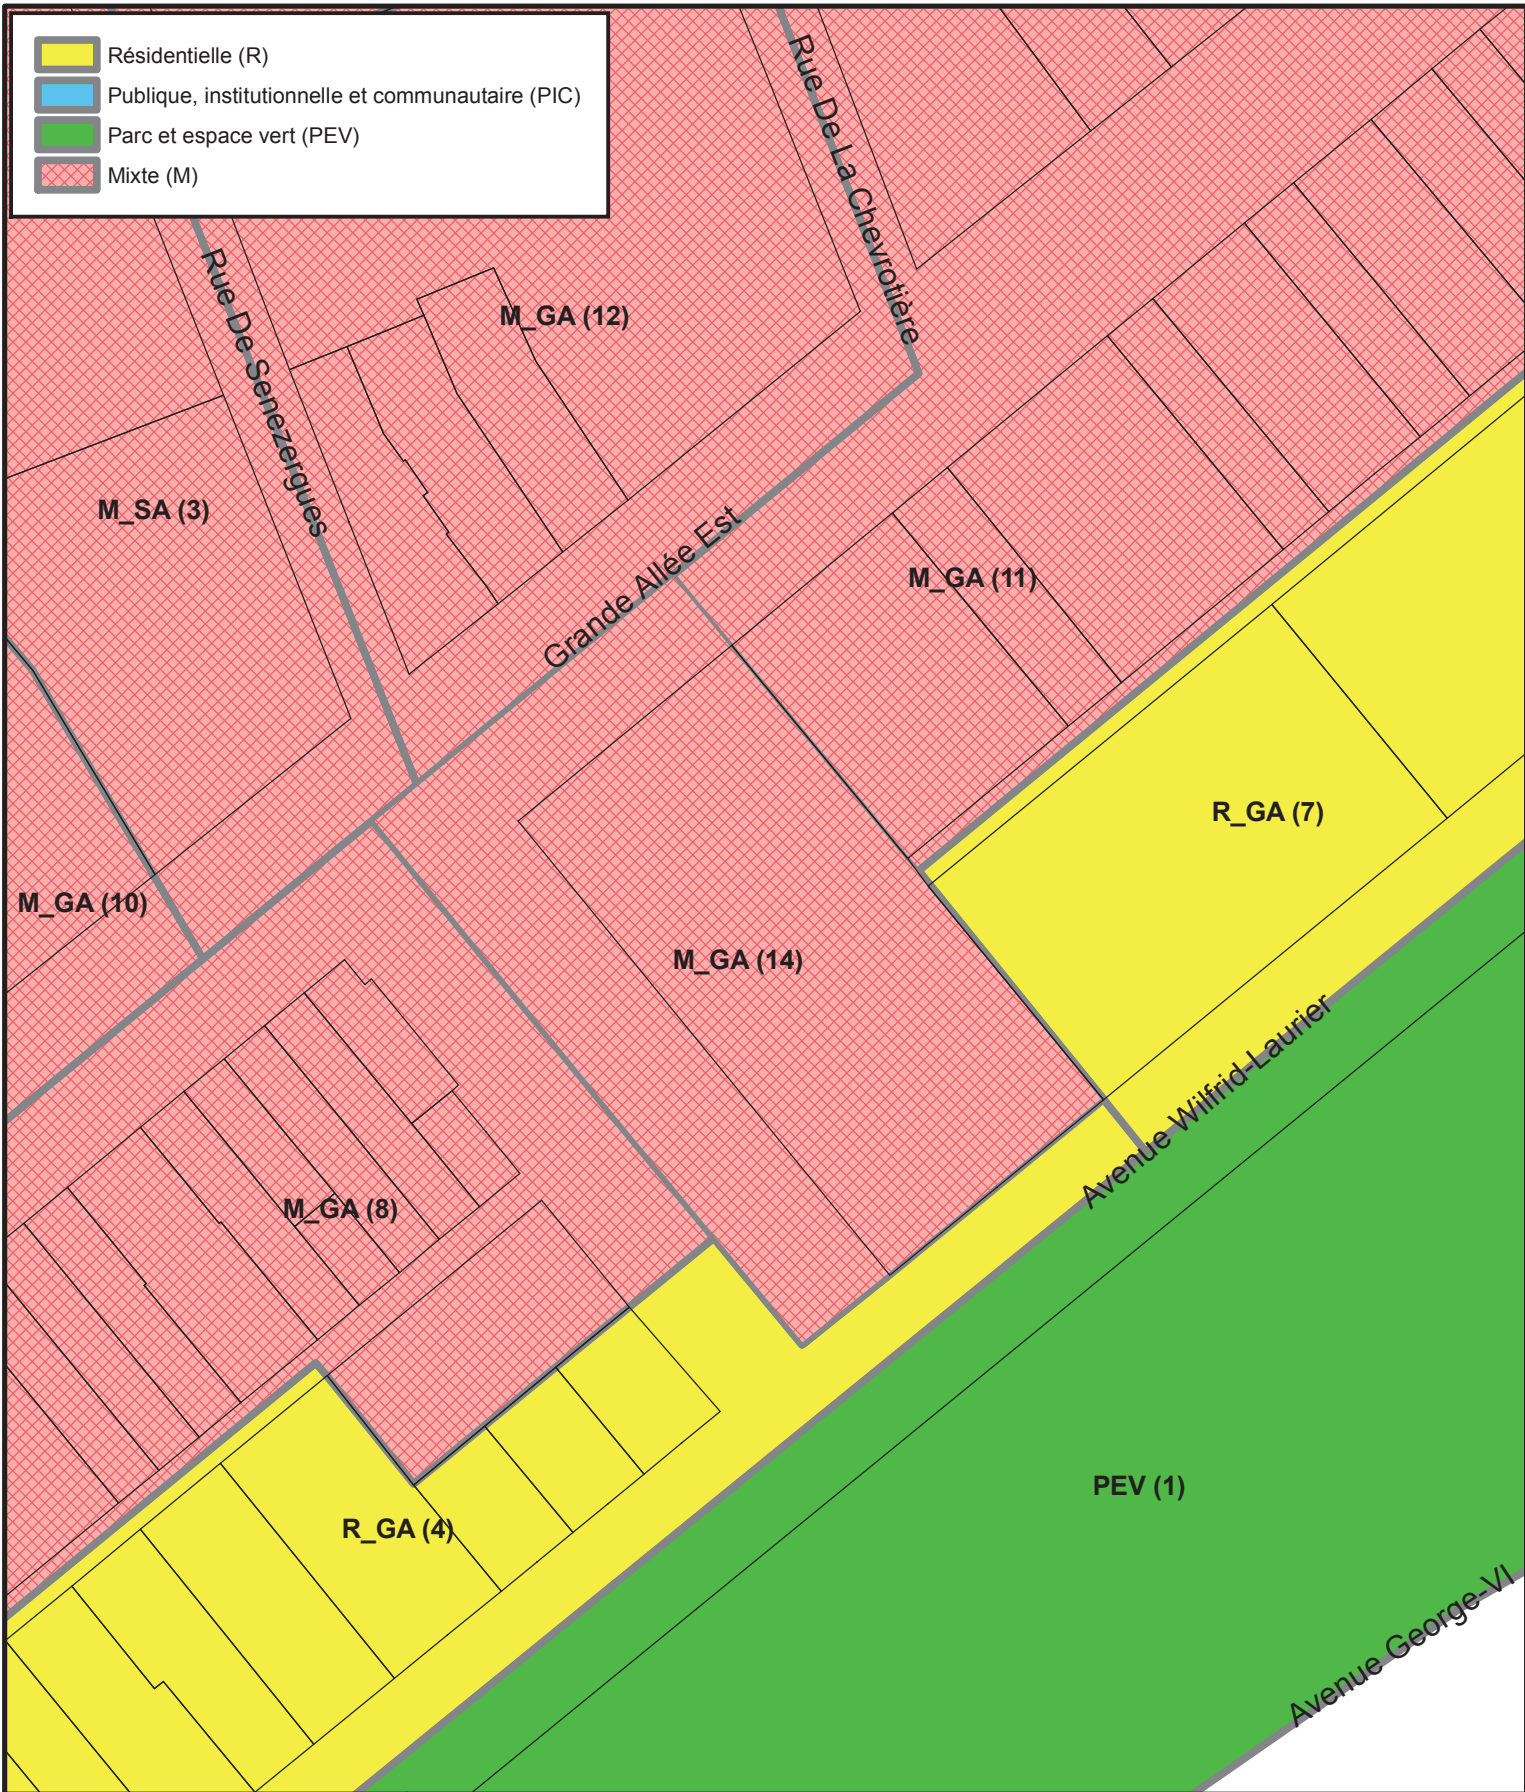 Résidentielle (R)
Publique, institutionnelle et communautaire (PIC)
Parc et espace vert (PEV)
Mixte (M)
Rue De La Chevrotière
Rue De Senezergues
M_GA (12)
M_SA (3)
Grande Allée Est
M_GA (11)
R_GA (7)
M_GA (10)
M_GA (14)
Avenue Wilfrid-Laurier
M_GA (8)
PEV (1)
R_GA (4)
Avenue George-VI